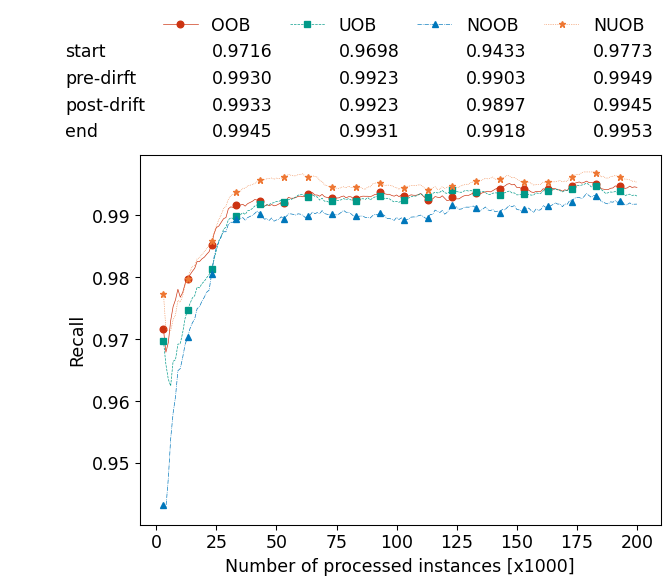 OOB UOB NOOB NUOB
start 0.9716 0.9698 0.9433 0.9773
pre-dirft 0.9930 0.9923 0.9903 0.9949
post-drift 0.9933 0.9923 0.9897 0.9945
end 0.9945 0.9931 0.9918 0.9953
0.99
0.98
0.97
0.96
0.95
Recall
0 25 50 75 100 125 150 175 200
Number of processed instances [x1000]